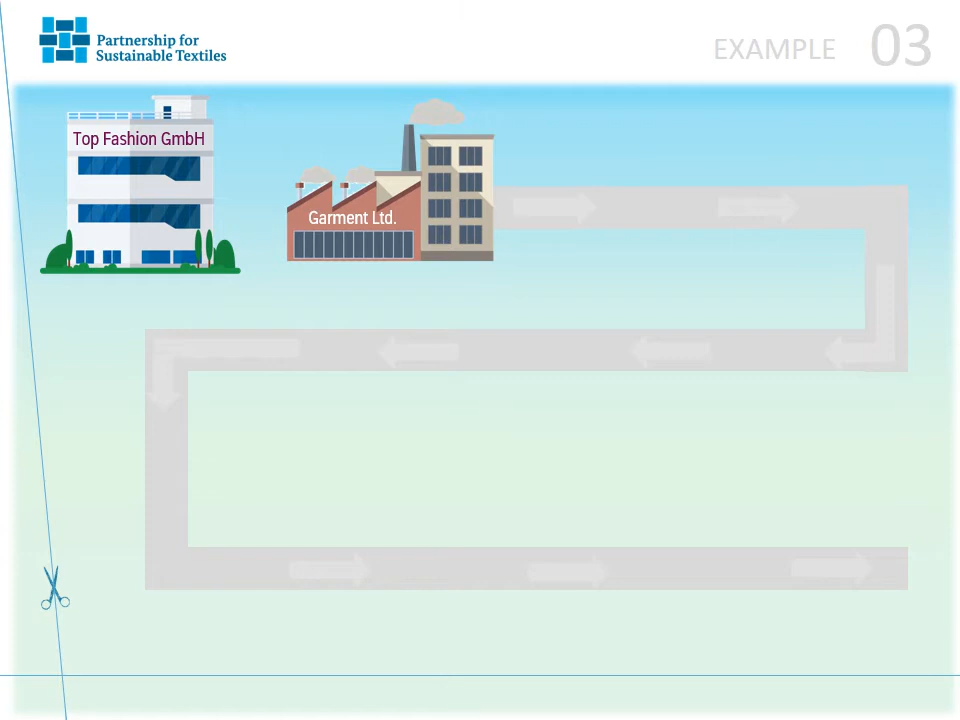 Partnership for
Sustainable Textiles
EXAMPLE 03
Top Fashion GmbH
Garment Ltd.